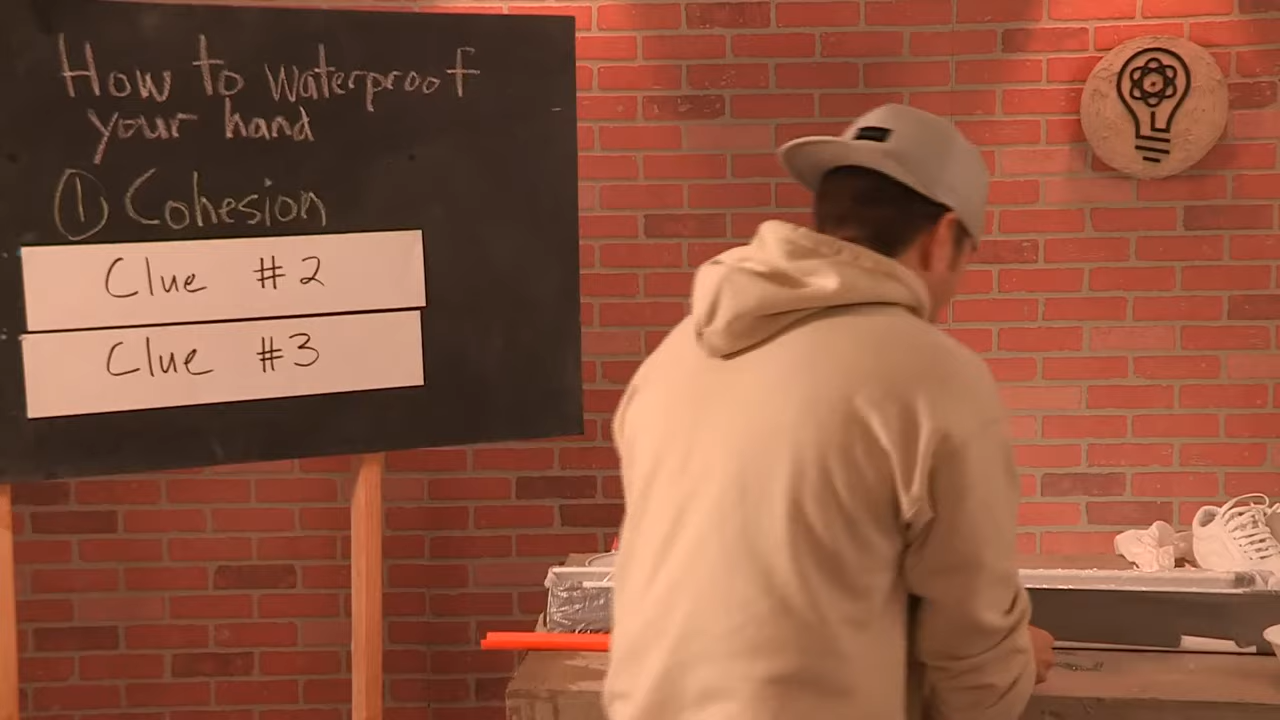 How to waterproof
your hand
① Cohesion
Clue #2
Clue #3